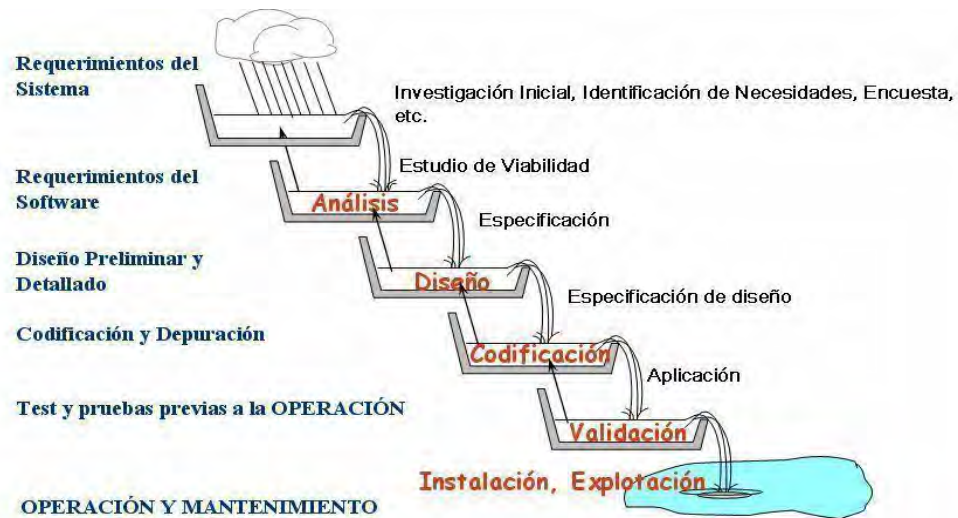 Requerimientos del
Sistema
Investigación Inicial, Identificación de Necesidades, Encuesta,
etc.
Estudio de Viabilidad
Requerimientos del
Software
Análisis
Especificación
Diseño Preliminar y
Detallado
Diseño
Especificación de diseño
Codificación y Depuración
Codificación
Aplicación
Test y pruebas previas a la OPERACIÓN
Validación
Instalación, Explotación
OPERACIÓN Y MANTENIMIENTO